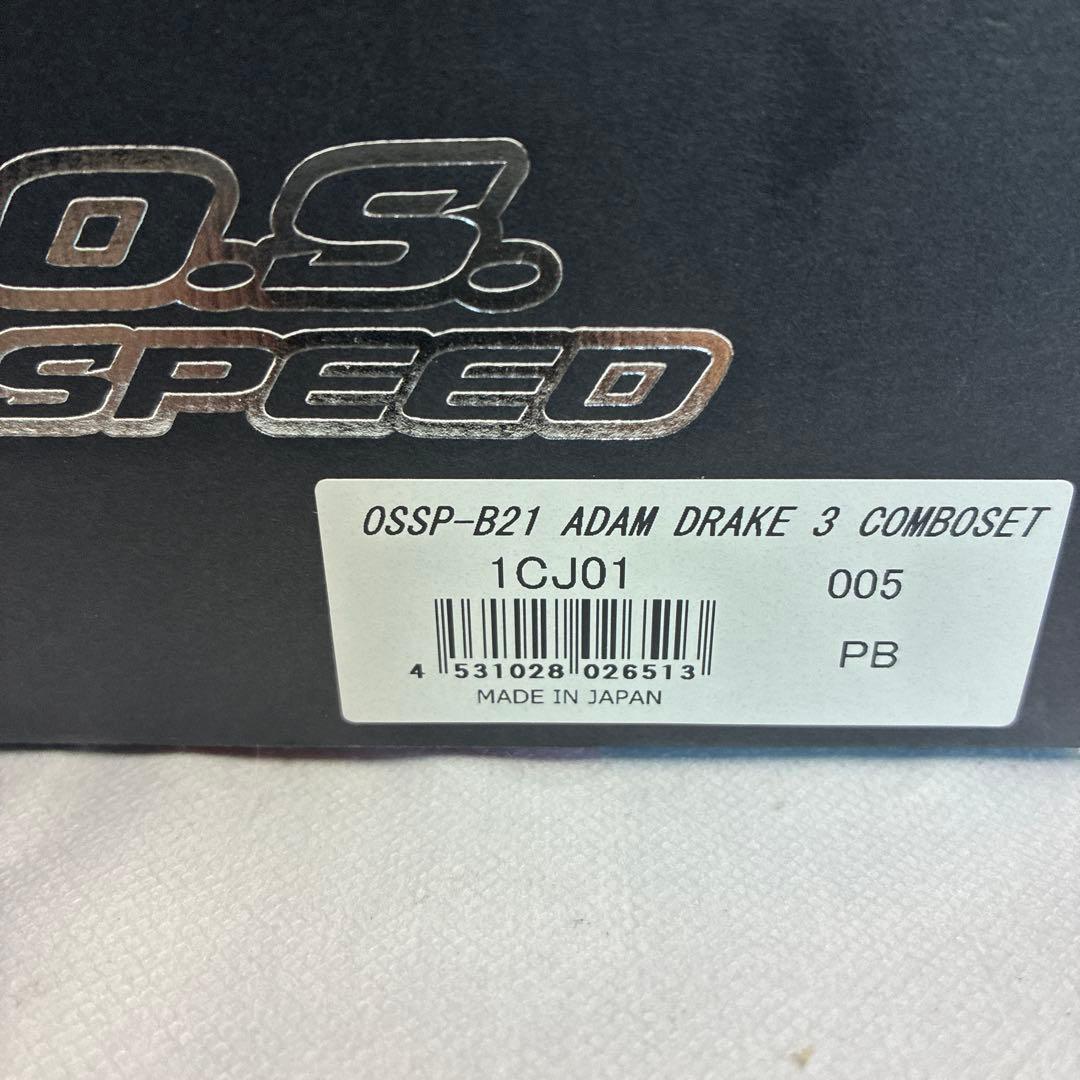 O.S.
SPEED
OSSP-B21 ADAM DRAKE 3 COMBOSET
1CJ01 005
4 531028 026513 PB
MADE IN JAPAN